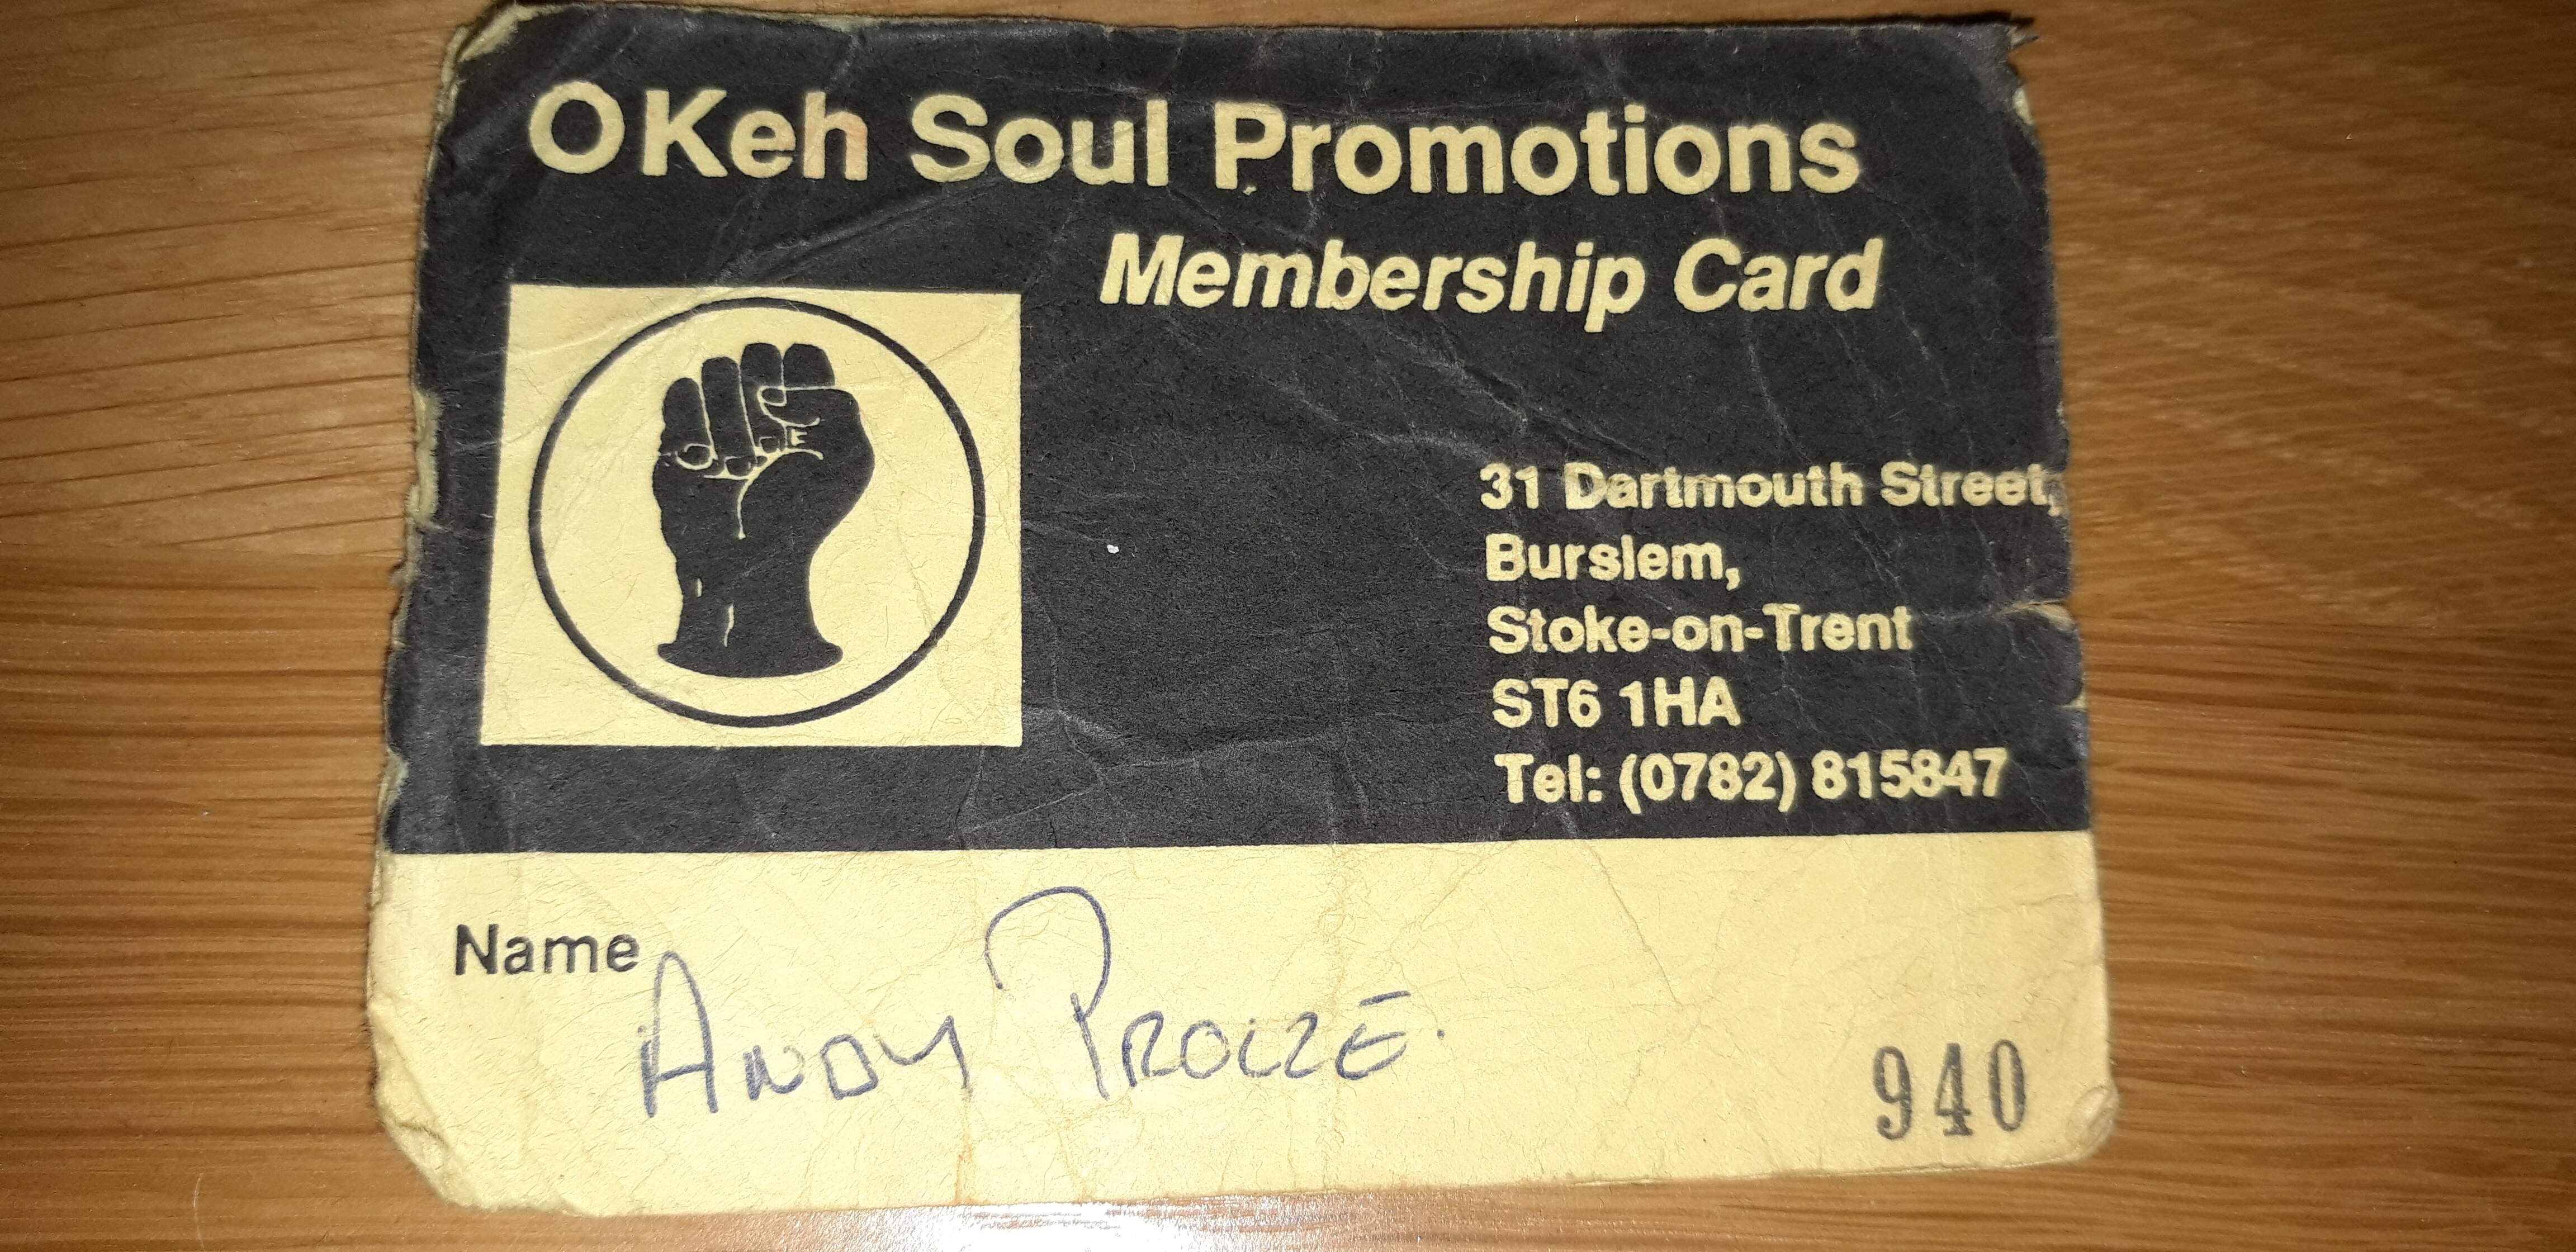 OKeh Soul Promotions
Membership Card
31 Dartmouth Street,
Burslem,
Stoke-on-Trent
ST6 1HA
Tel: (0782) 815847
Name ANDY
940